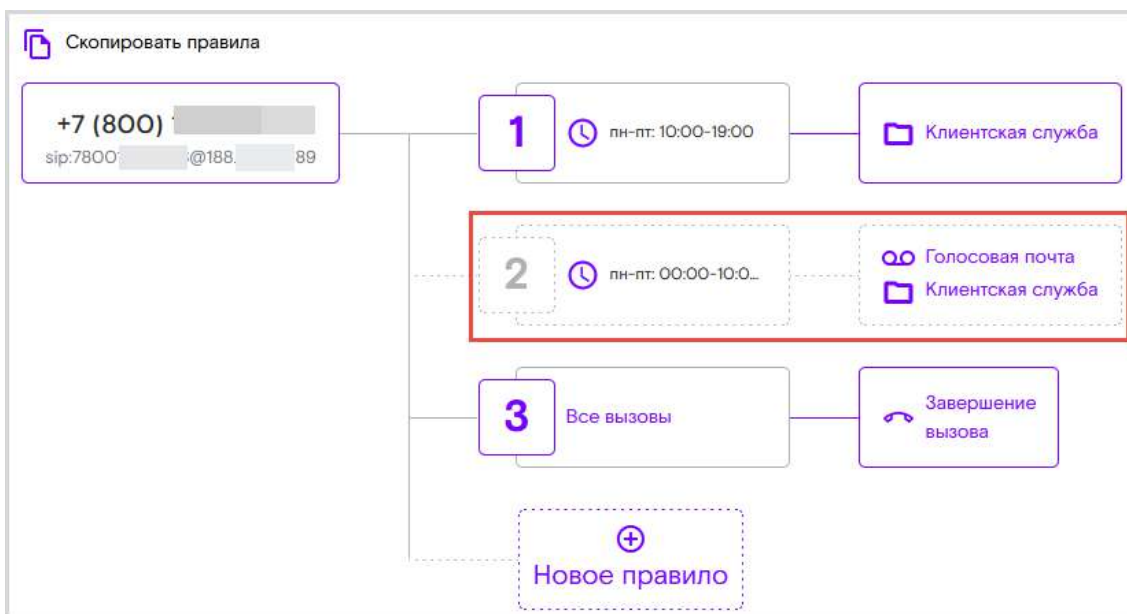 Скопировать правила
+7 (800)
sip:7800 @188. 89
1
пн-пт: 10:00-19:00
Клиентская служба
2
пн-пт: 00:00-10:0...
Голосовая почта
Клиентская служба
3
Все вызовы
Завершение
вызова
Новое правило